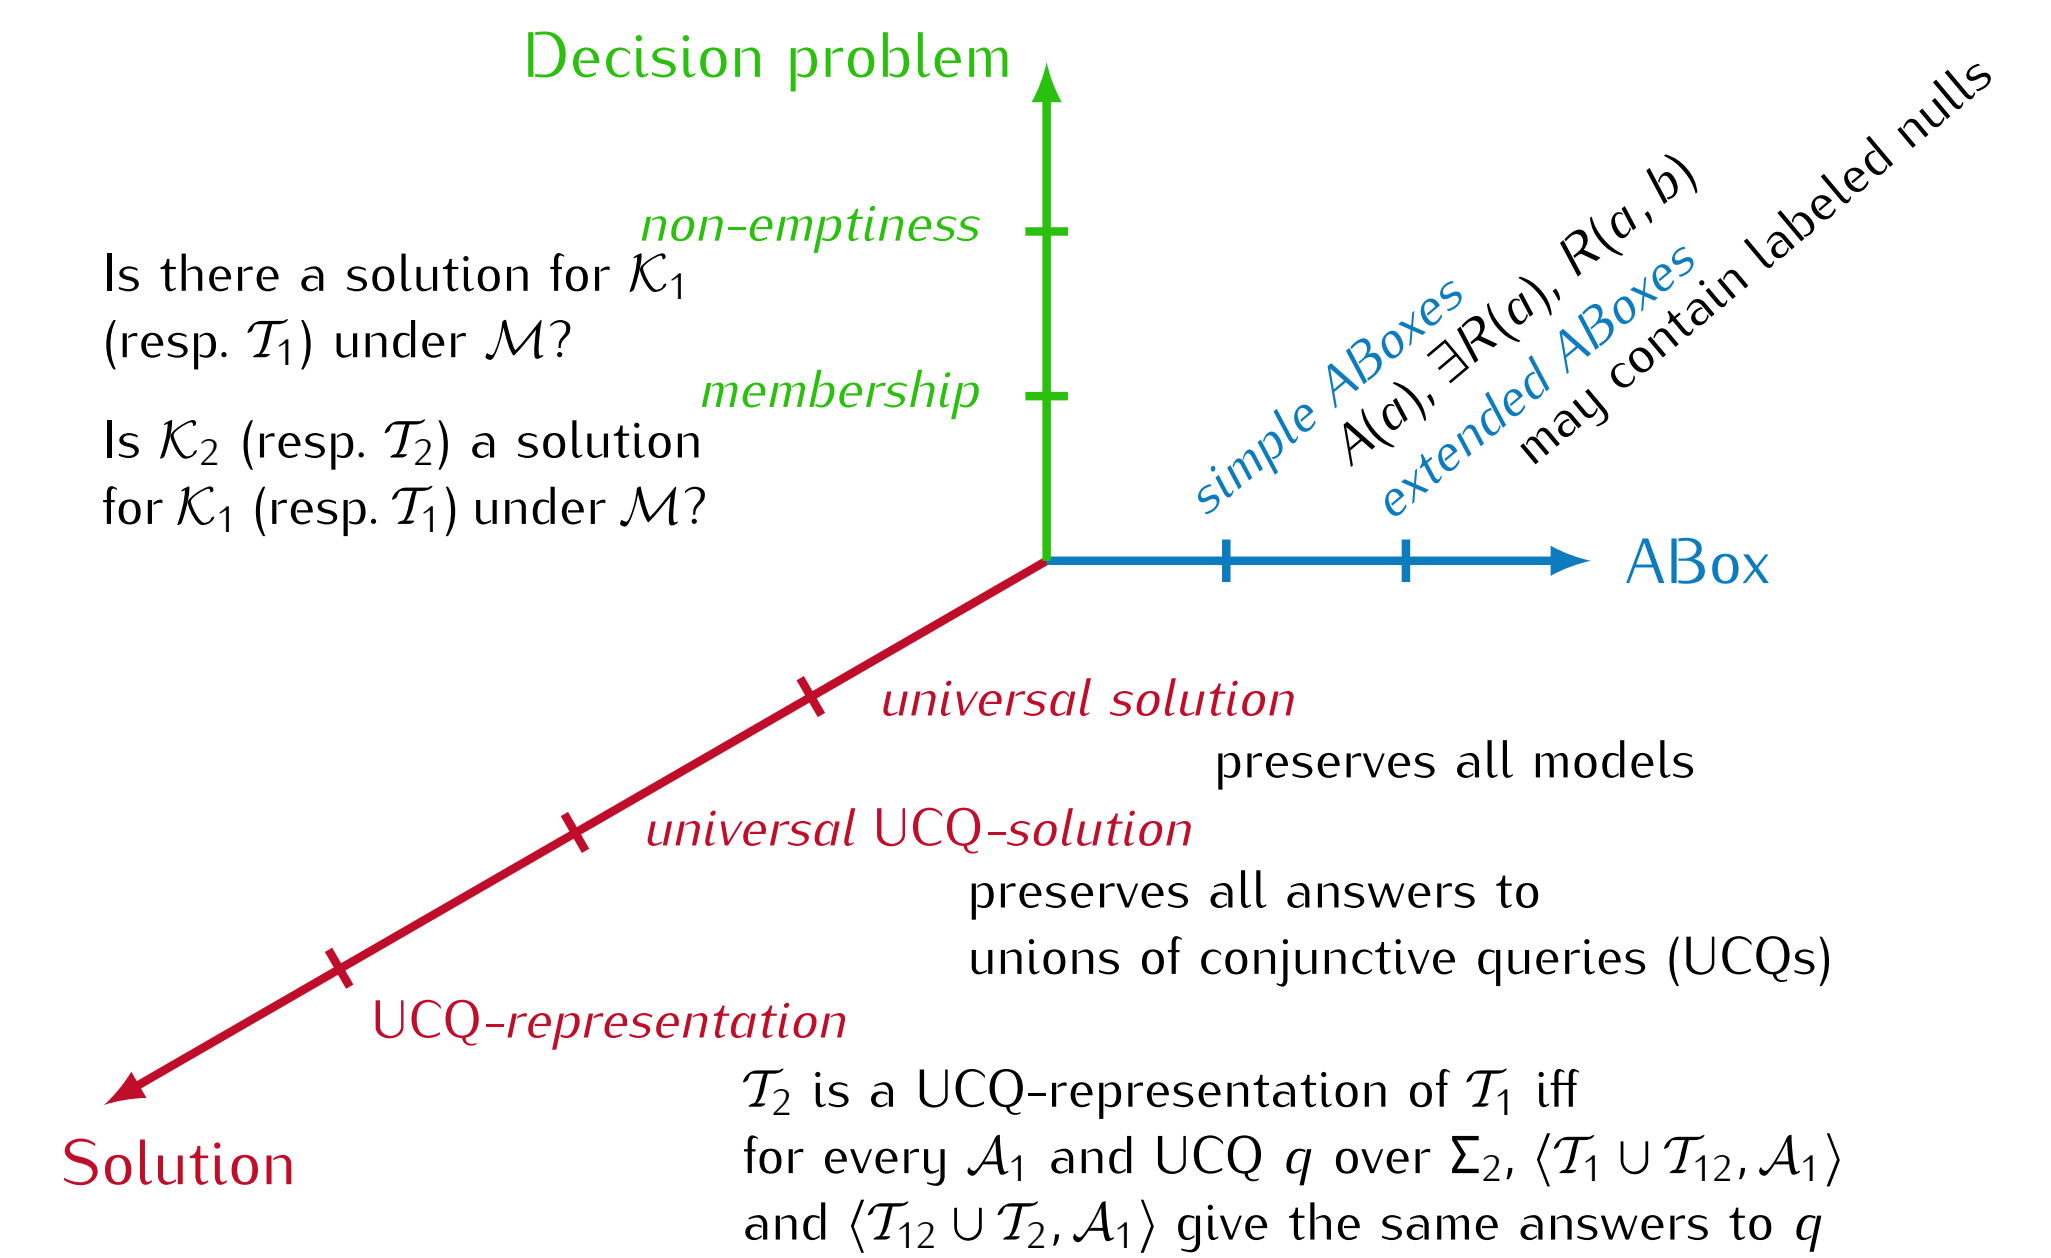 Decision problem
non-emptiness
Is there a solution for 𝒦₁
(resp. 𝒯₁) under ℳ?
membership
Is 𝒦₂ (resp. 𝒯₂) a solution
for 𝒦₁ (resp. 𝒯₁) under ℳ?
simple ABoxes
A(a), ∃R(a), R(a, b)
extended ABoxes
may contain labeled nulls
ABox
universal solution
preserves all models
universal UCQ-solution
preserves all answers to
unions of conjunctive queries (UCQs)
UCQ-representation
𝒯₂ is a UCQ-representation of 𝒯₁ iff
for every 𝒜₁ and UCQ q over Σ₂, ⟨𝒯₁ ∪ 𝒯₁₂, 𝒜₁⟩
and ⟨𝒯₁₂ ∪ 𝒯₂, 𝒜₁⟩ give the same answers to q
Solution